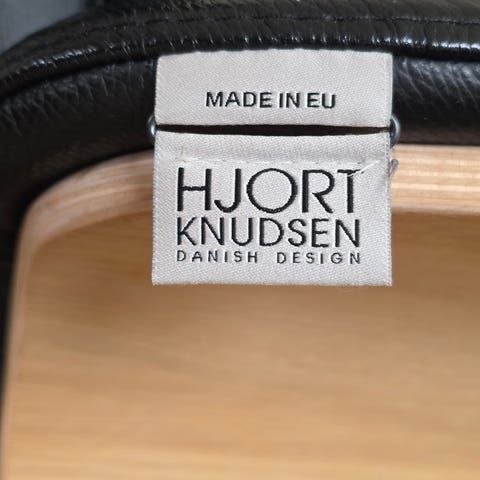 MADE IN EU
HJORT
KNUDSEN
DANISH DESIGN